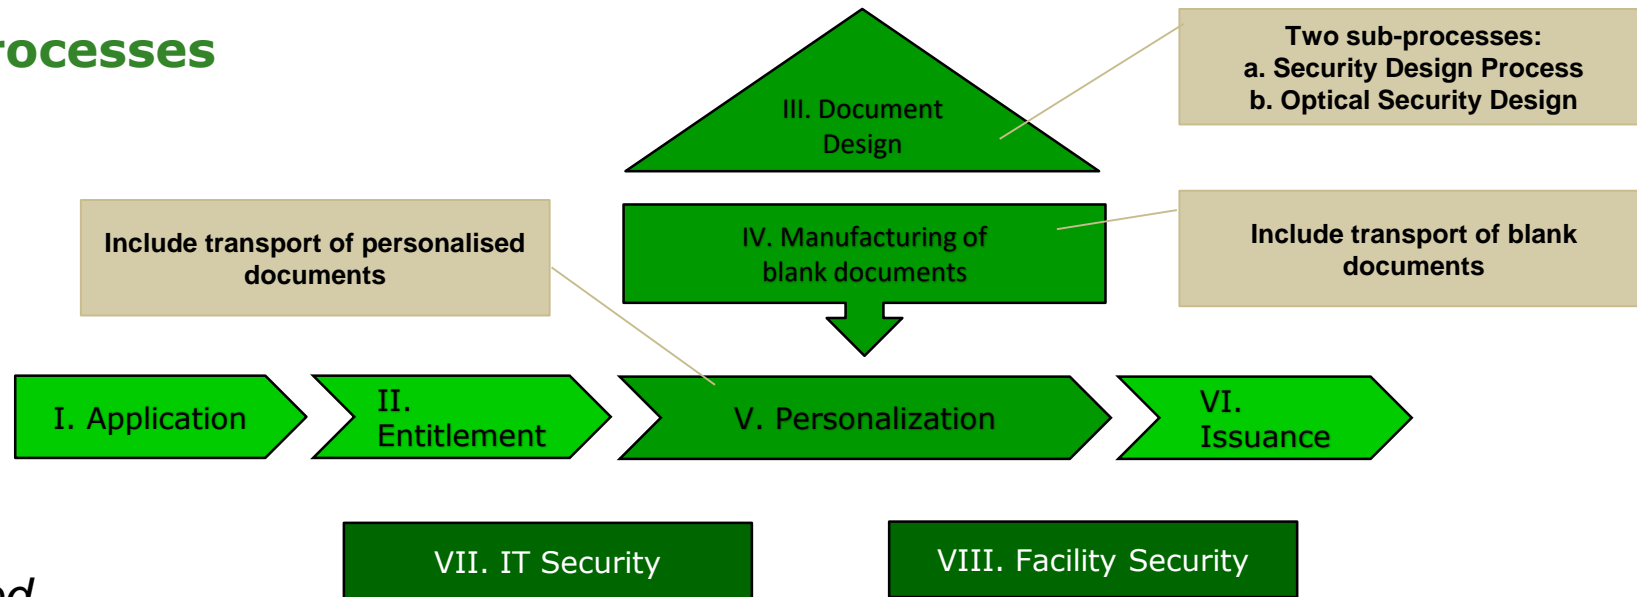 rocesses
Two sub-processes:
a. Security Design Process
b. Optical Security Design
III. Document
Design
Include transport of personalised
documents
IV. Manufacturing of
blank documents
Include transport of blank
documents
I. Application
II.
Entitlement
V. Personalization
VI.
Issuance
VII. IT Security
VIII. Facility Security